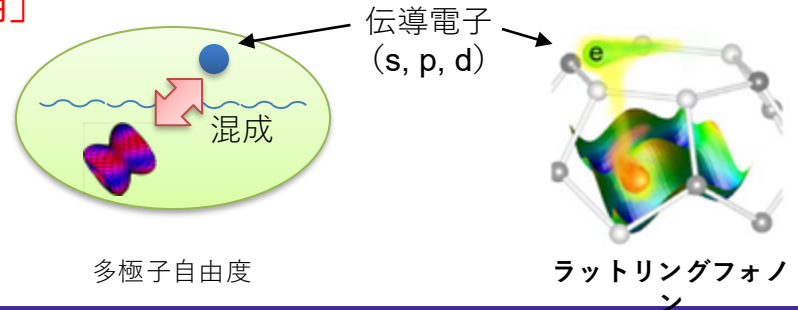 」
伝導電子
（s, p, d）
e
混成
多極子自由度
ラットリングフォノ
ン